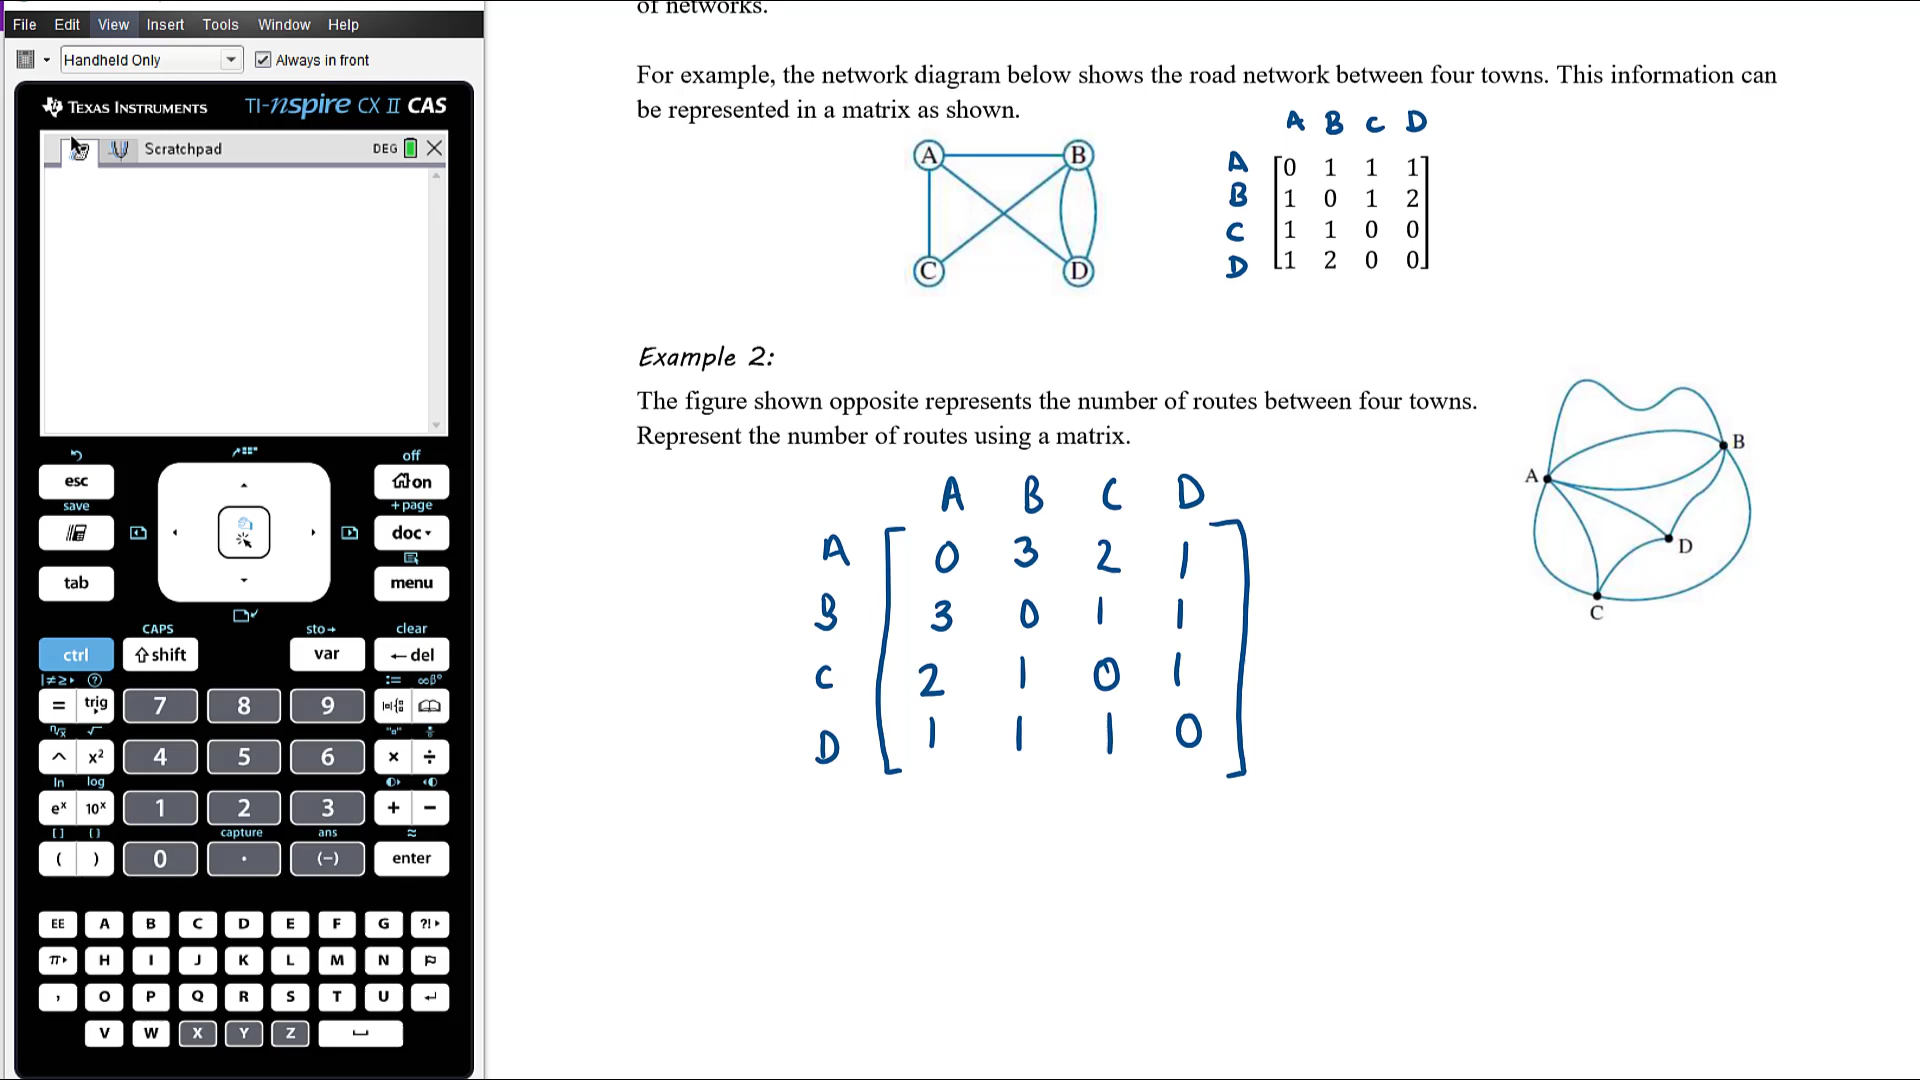 File Edit View Insert Tools Window Help
Handheld Only Always in front
TEXAS INSTRUMENTS TI-nspire CX II CAS
Scratchpad DEG
off
esc on
save +page
doc
tab menu
CAPS sto→ clear
ctrl ⇧shift var ←del
|≠≥▸ ? := ∞β°
= trig 7 8 9
ⁿ√x √ "□" ÷
^ x² 4 5 6 × ÷
ln log
eˣ 10ˣ 1 2 3 + −
[ ] { } capture ans ≈
( ) 0 . (−) enter
EE A B C D E F G ?!▸
π▸ H I J K L M N
, O P Q R S T U ↵
V W X Y Z
of networks.
For example, the network diagram below shows the road network between four towns. This information can
be represented in a matrix as shown.
A B
C D
A B C D
A 0 1 1 1
B 1 0 1 2
C 1 1 0 0
D 1 2 0 0
Example 2:
The figure shown opposite represents the number of routes between four towns.
Represent the number of routes using a matrix.
A B C D
A 0 3 2 1
B 3 0 1 1
C 2 1 0 1
D 1 1 1 0
B
A
D
C